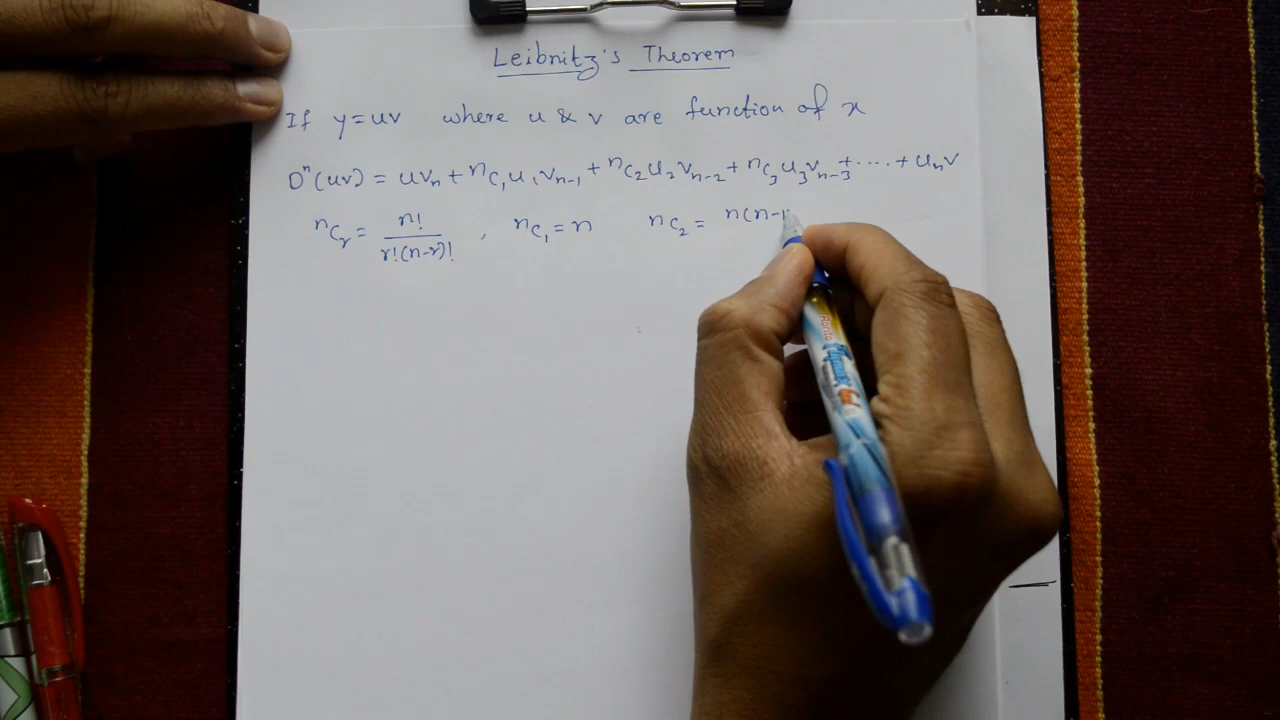 Leibnitz's Theorem
If y = uv where u & v are function of x
Dⁿ(uv) = uvₙ + ⁿC₁u₁vₙ₋₁ + ⁿC₂u₂vₙ₋₂ + ⁿC₃u₃vₙ₋₃ + ..... + uₙv
ⁿCᵣ = n! / r!(n-r)! , ⁿC₁ = n ⁿC₂ = n(n-1